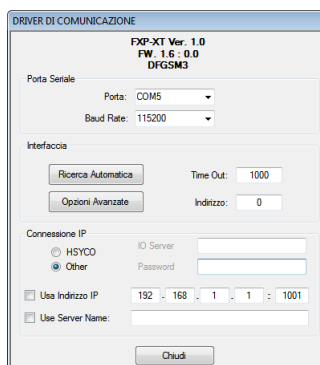 DRIVER DI COMUNICAZIONE
FXP-XT Ver. 1.0
FW. 1.6 : 0.0
DFGSM3
Porta Seriale
Porta: COM5
Baud Rate: 115200
Interfaccia
Ricerca Automatica Time Out: 1000
Opzioni Avanzate Indirizzo: 0
Connessione IP
HSYCO IO Server
Other Password
Usa Indirizzo IP 192 . 168 . 1 . 1 : 1001
Use Server Name:
Chiudi